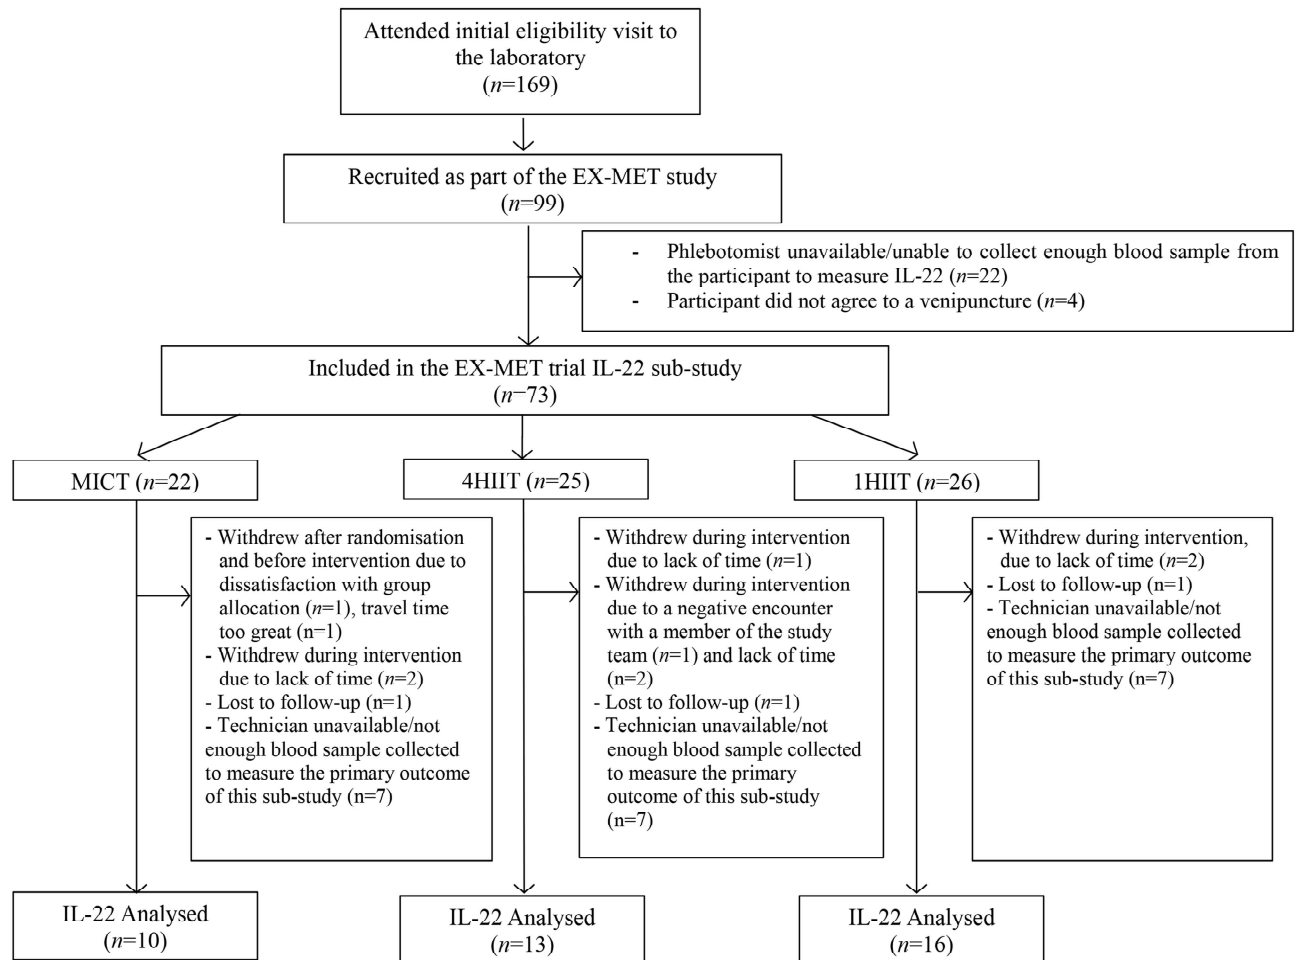 Attended initial eligibility visit to
the laboratory
(n=169)
Recruited as part of the EX-MET study
(n=99)
- Phlebotomist unavailable/unable to collect enough blood sample from
the participant to measure IL-22 (n=22)
- Participant did not agree to a venipuncture (n=4)
Included in the EX-MET trial IL-22 sub-study
(n=73)
MICT (n=22)
4HIIT (n=25)
1HIIT (n=26)
- Withdrew after randomisation
and before intervention due to
dissatisfaction with group
allocation (n=1), travel time
too great (n=1)
- Withdrew during intervention
due to lack of time (n=2)
- Lost to follow-up (n=1)
- Technician unavailable/not
enough blood sample collected
to measure the primary outcome
of this sub-study (n=7)
- Withdrew during intervention
due to lack of time (n=1)
- Withdrew during intervention
due to a negative encounter
with a member of the study
team (n=1) and lack of time
(n=2)
- Lost to follow-up (n=1)
- Technician unavailable/not
enough blood sample collected
to measure the primary
outcome of this sub-study
(n=7)
- Withdrew during intervention,
due to lack of time (n=2)
- Lost to follow-up (n=1)
- Technician unavailable/not
enough blood sample collected
to measure the primary outcome
of this sub-study (n=7)
IL-22 Analysed
(n=10)
IL-22 Analysed
(n=13)
IL-22 Analysed
(n=16)